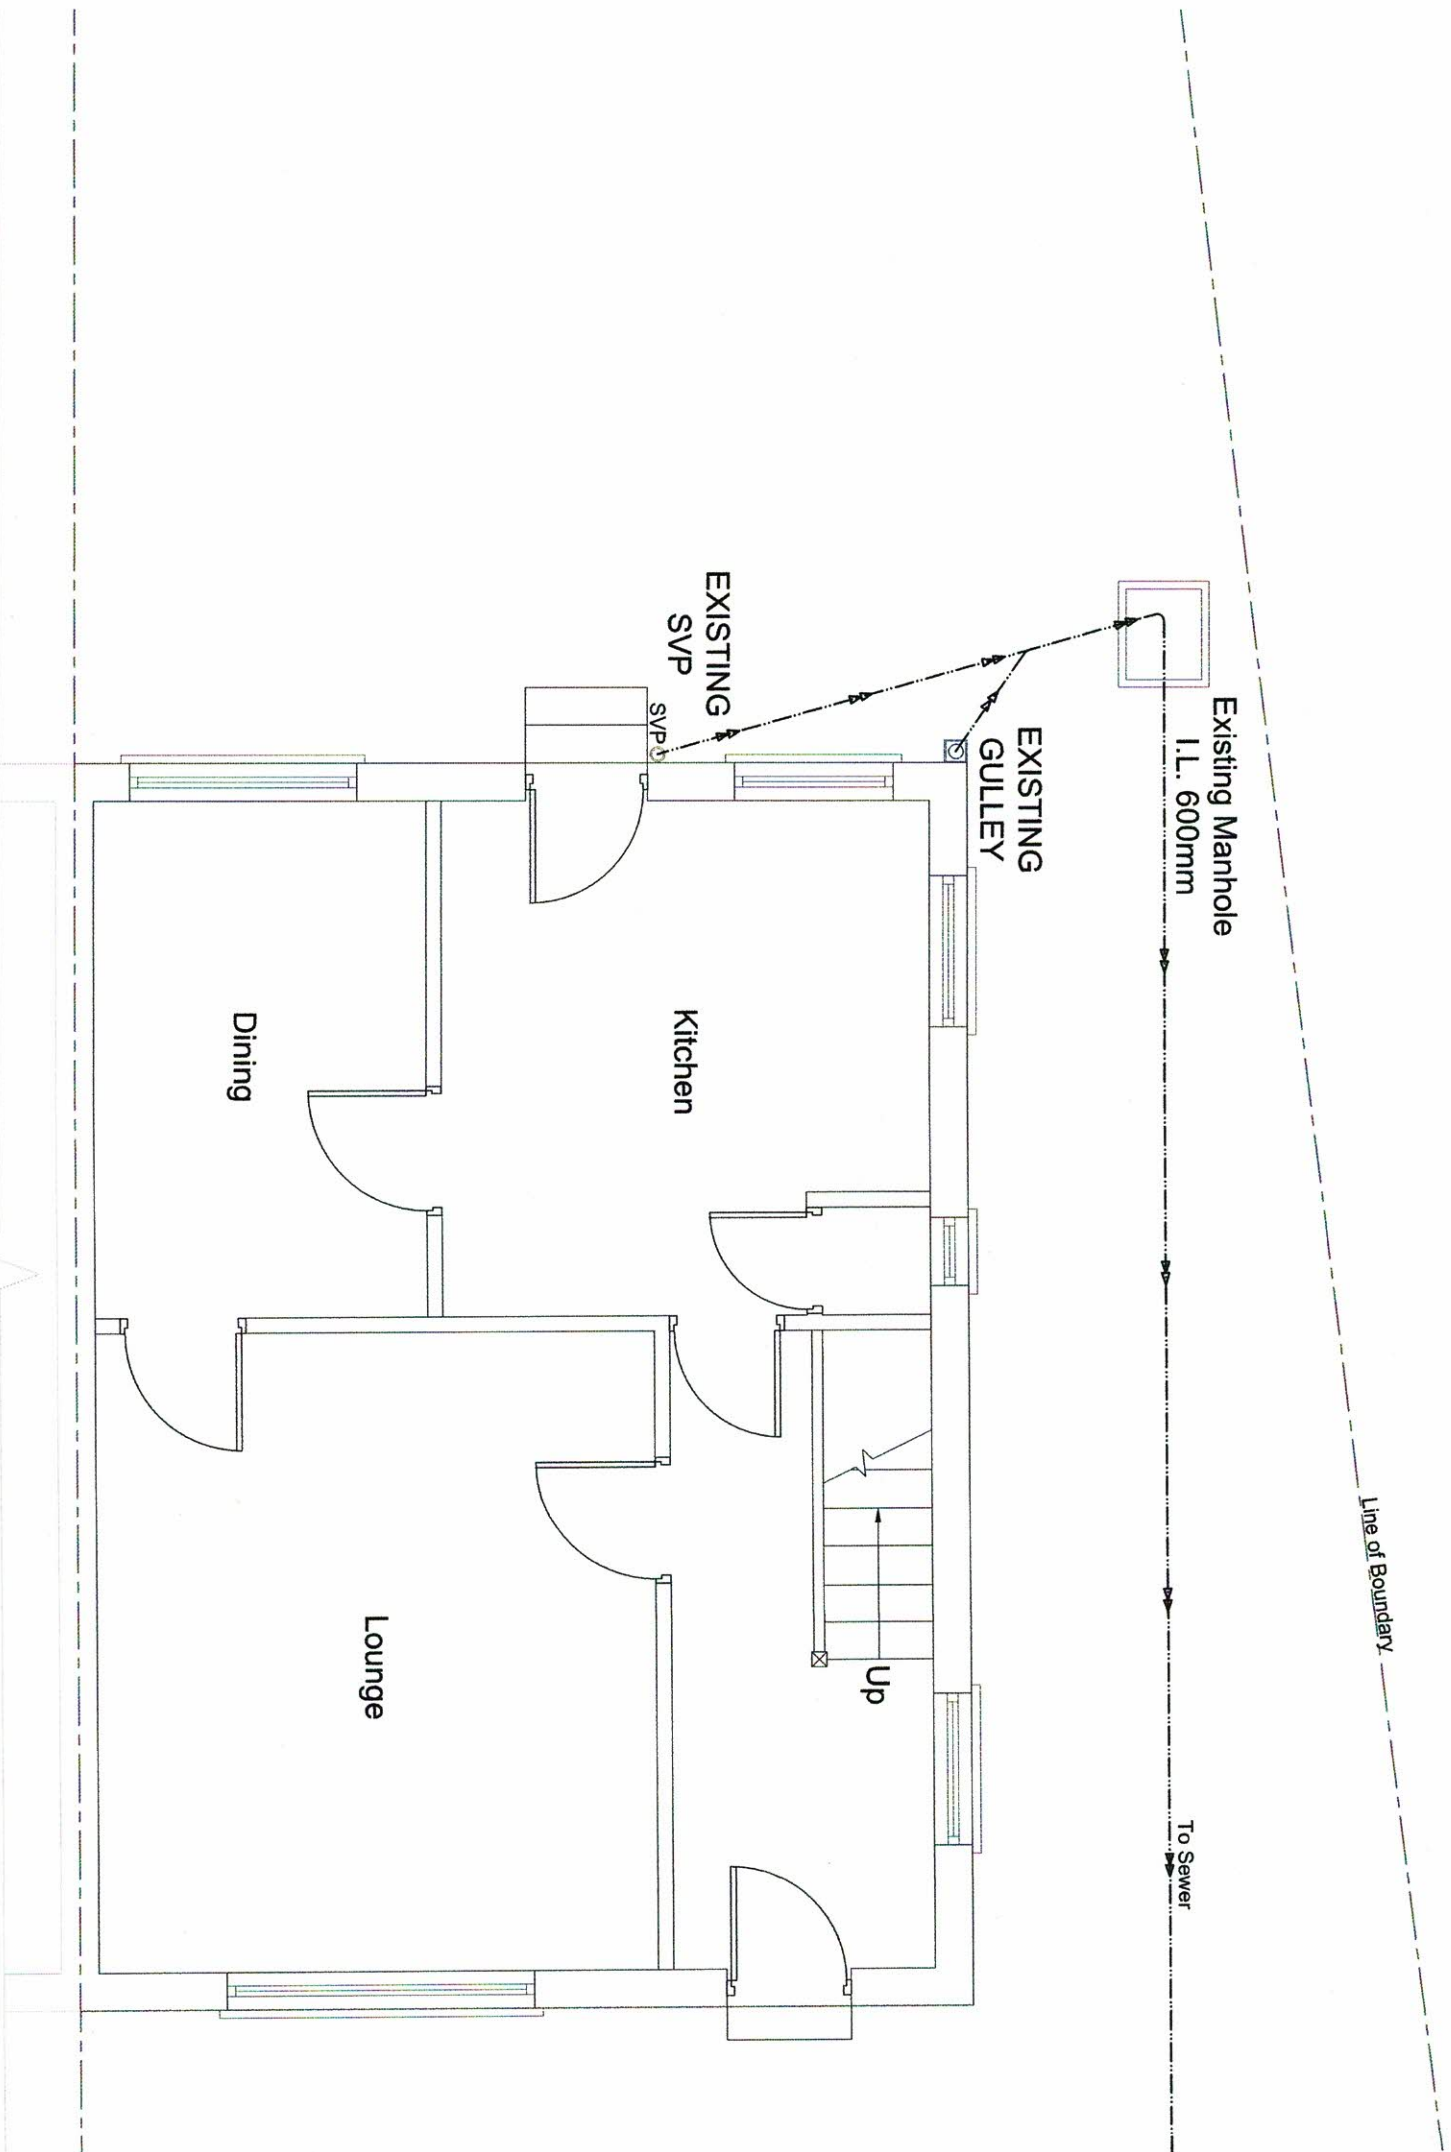 Existing Manhole
I.L. 600mm
EXISTING
GULLEY
EXISTING
SVP
SVP
Line of Boundary
To Sewer
Kitchen
Dining
Up
Lounge